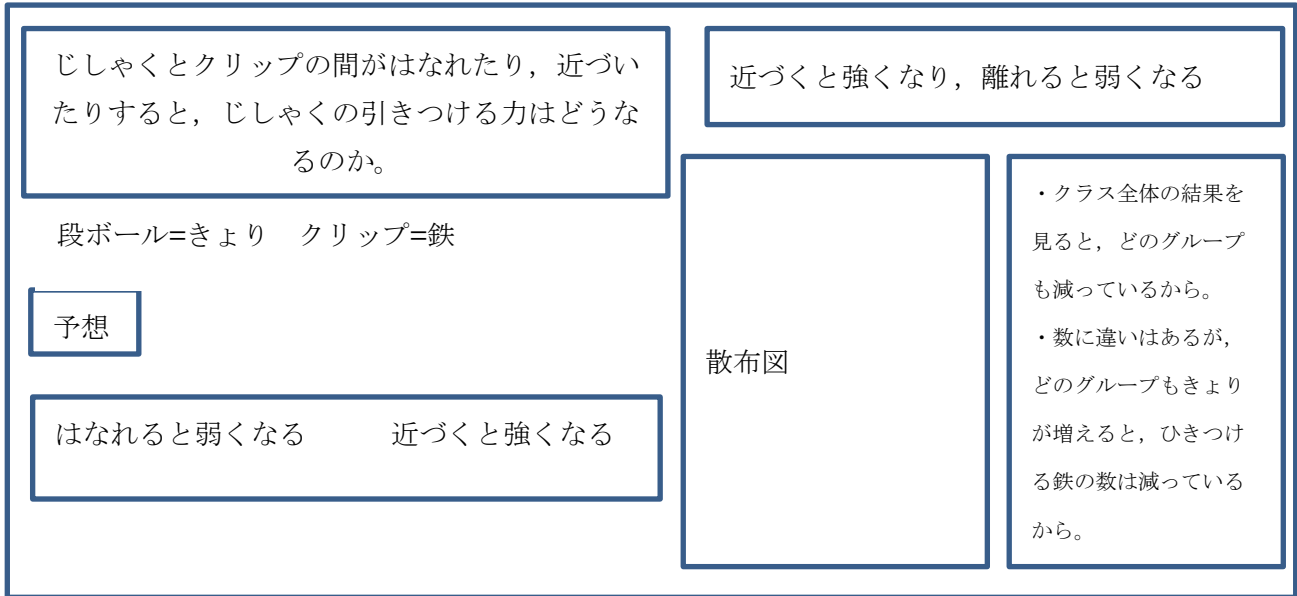 じしゃくとクリップの間がはなれたり，近づい
たりすると，じしゃくの引きつける力はどうな
るのか。
段ボール=きょり　クリップ=鉄
予想
はなれると弱くなる　　　近づくと強くなる
近づくと強くなり，離れると弱くなる
散布図
・クラス全体の結果を
見ると，どのグループ
も減っているから。
・数に違いはあるが，
どのグループもきょり
が増えると，ひきつけ
る鉄の数は減っている
から。